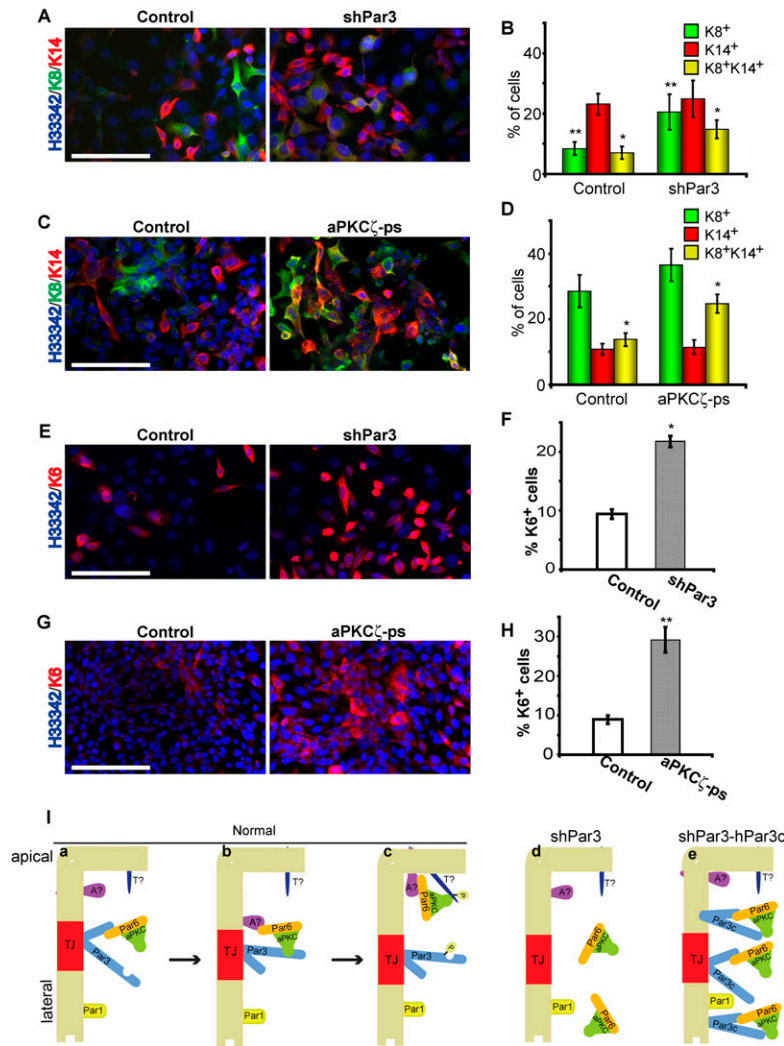 A
Control
shPar3
H33342/K8/K14
B
K8+
K14+
K8+K14+
% of cells
40
20
0
**
*
**
*
Control
shPar3
C
Control
aPKCζ-ps
H33342/K8/K14
D
K8+
K14+
K8+K14+
% of cells
40
20
0
*
*
Control
aPKCζ-ps
E
Control
shPar3
H33342/K6
F
% K6+ cells
20
10
0
*
Control
shPar3
G
Control
aPKCζ-ps
H33342/K6
H
% K6+ cells
30
20
10
0
**
Control
aPKCζ-ps
I
Normal
shPar3
shPar3-hPar3c
apical
lateral
a
A?
T?
TJ
Par6
aPKC
Par3
Par1
b
T?
A?
Par6
aPKC
TJ
Par3
Par1
c
A?
Par6
aPKC
T?
P
TJ
Par3
P
Par1
d
A?
T?
TJ
Par6
aPKC
Par1
Par6
aPKC
e
A?
T?
Par6
Par3c
aPKC
TJ
Par6
Par3c
aPKC
Par1
Par6
Par3c
aPKC